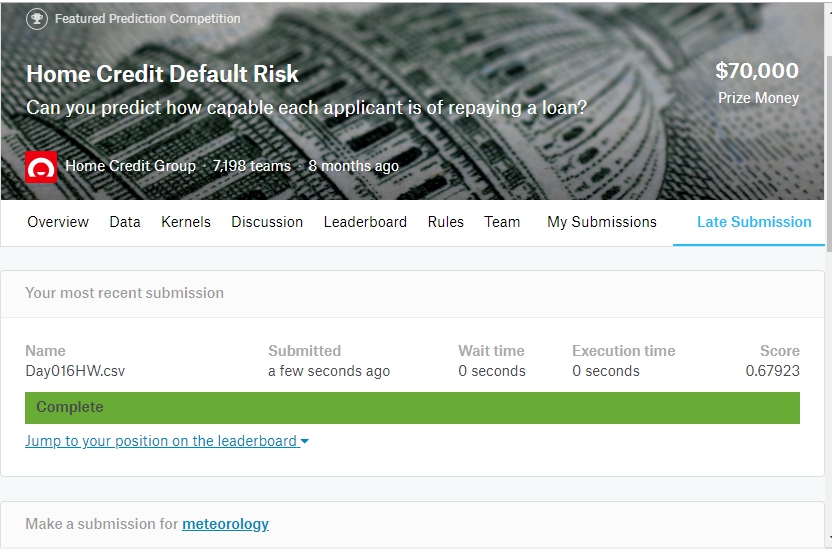 Featured Prediction Competition
Home Credit Default Risk
$70,000
Can you predict how capable each applicant is of repaying a loan?
Prize Money
Home Credit Group · 7,198 teams · 8 months ago
Overview Data Kernels Discussion Leaderboard Rules Team My Submissions Late Submission
Your most recent submission
Name Submitted Wait time Execution time Score
Day016HW.csv a few seconds ago 0 seconds 0 seconds 0.67923
Complete
Jump to your position on the leaderboard
Make a submission for meteorology